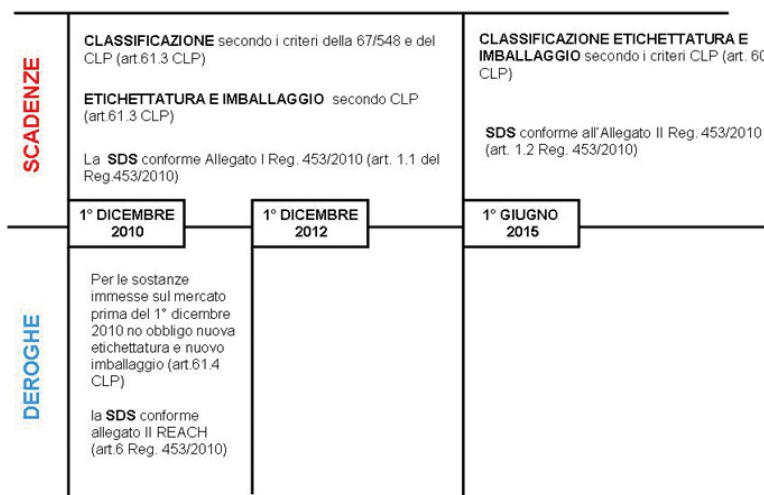 SCADENZE
CLASSIFICAZIONE secondo i criteri della 67/548 e del
CLP (art.61.3 CLP)
ETICHETTATURA E IMBALLAGGIO secondo CLP
(art.61.3 CLP)
La SDS conforme Allegato I Reg. 453/2010 (art. 1.1 del
Reg.453/2010)
CLASSIFICAZIONE ETICHETTATURA E
IMBALLAGGIO secondo i criteri CLP (art. 60
CLP)
SDS conforme all'Allegato II Reg. 453/2010
(art. 1.2 Reg. 453/2010)
1° DICEMBRE
2010
1° DICEMBRE
2012
1° GIUGNO
2015
DEROGHE
Per le sostanze
immesse sul mercato
prima del 1° dicembre
2010 no obbligo nuova
etichettatura e nuovo
imballaggio (art.61.4
CLP)
la SDS conforme
allegato II REACH
(art.6 Reg. 453/2010)